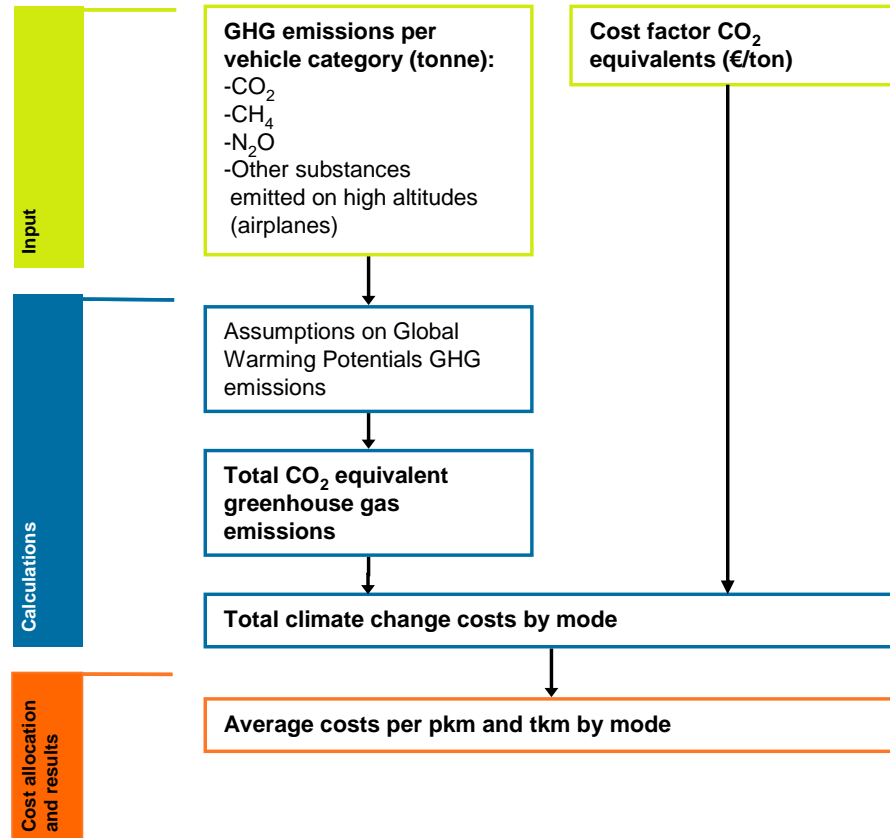 Input
GHG emissions per
vehicle category (tonne):
-CO₂
-CH₄
-N₂O
-Other substances
emitted on high altitudes
(airplanes)
Cost factor CO₂
equivalents (€/ton)
Calculations
Assumptions on Global
Warming Potentials GHG
emissions
Total CO₂ equivalent
greenhouse gas
emissions
Total climate change costs by mode
Cost allocation
and results
Average costs per pkm and tkm by mode